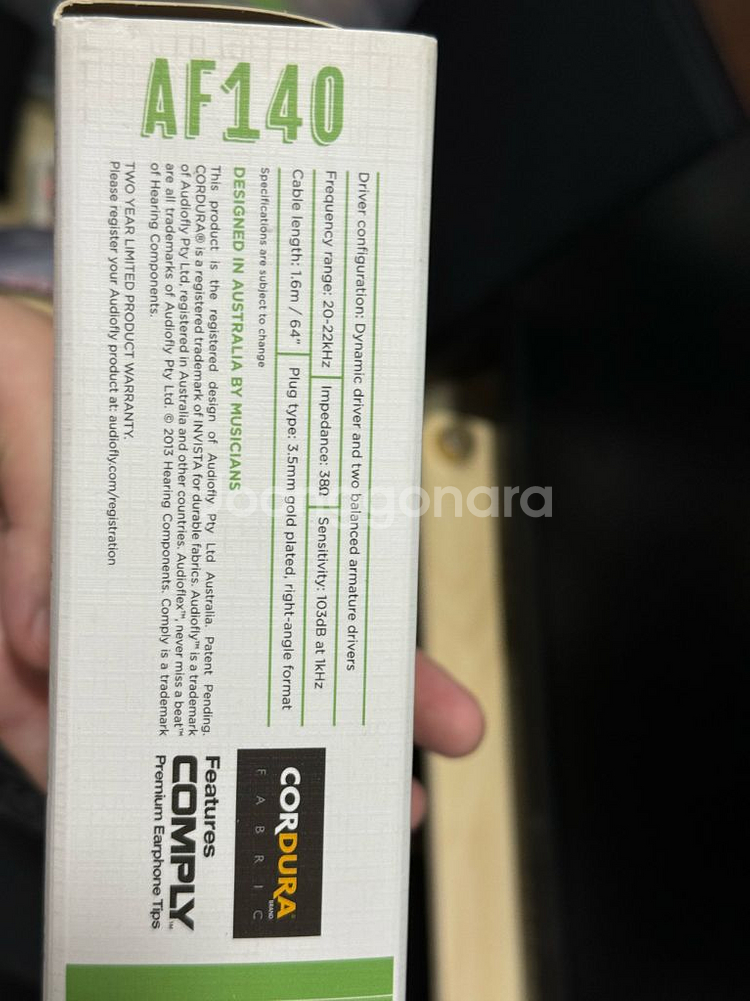 AF140
Driver configuration: Dynamic driver and two balanced armature drivers
Frequency range: 20-22kHz Impedance: 38Ω Sensitivity: 103dB at 1kHz
Cable length: 1.6m / 64" Plug type: 3.5mm gold plated, right-angle format
Specifications are subject to change
DESIGNED IN AUSTRALIA BY MUSICIANS
This product is the registered design of Audiofly Pty Ltd Australia. Patent Pending.
CORDURA® is a registered trademark of INVISTA for durable fabrics. Audiofly™ is a trademark
of Audiofly Pty Ltd, registered in Australia and other countries. Audioflex™, never miss a beat™
are all trademarks of Audiofly Pty Ltd. © 2013 Hearing Components. Comply is a trademark
of Hearing Components.
TWO YEAR LIMITED PRODUCT WARRANTY.
Please register your Audiofly product at: audiofly.com/registration
CORDURA®
BRAND
FABRIC
Features
COMPLY™
Premium Earphone Tips
joonggonara